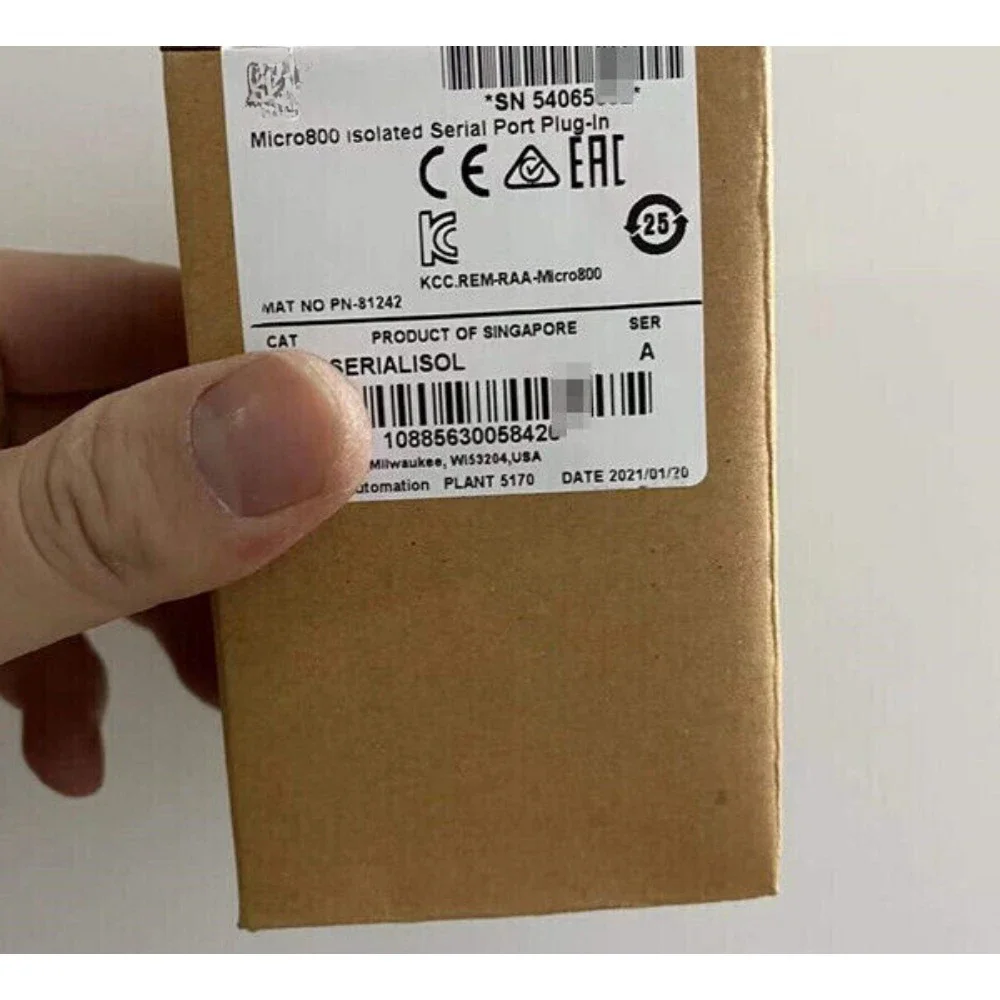 *SN 54065
Micro800 Isolated Serial Port Plug-In
CE EAC
25
KCC.REM-RAA-Micro800
MAT NO PN-81242
CAT PRODUCT OF SINGAPORE SER
SERIALISOL A
1088563005842
Milwaukee, WI53204,USA
utomation PLANT 5170 DATE 2021/01/20